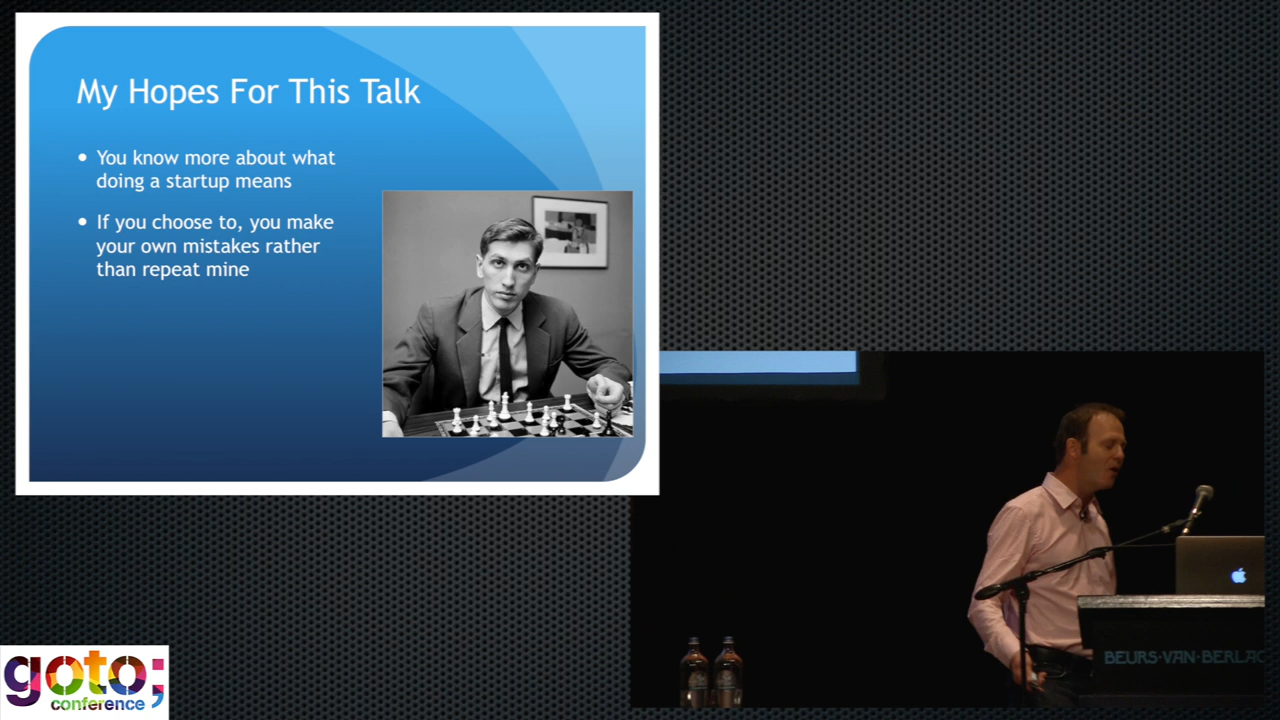 My Hopes For This Talk
• You know more about what
doing a startup means
• If you choose to, you make
your own mistakes rather
than repeat mine
BEURS·VAN·BERLAG
goto;
conference